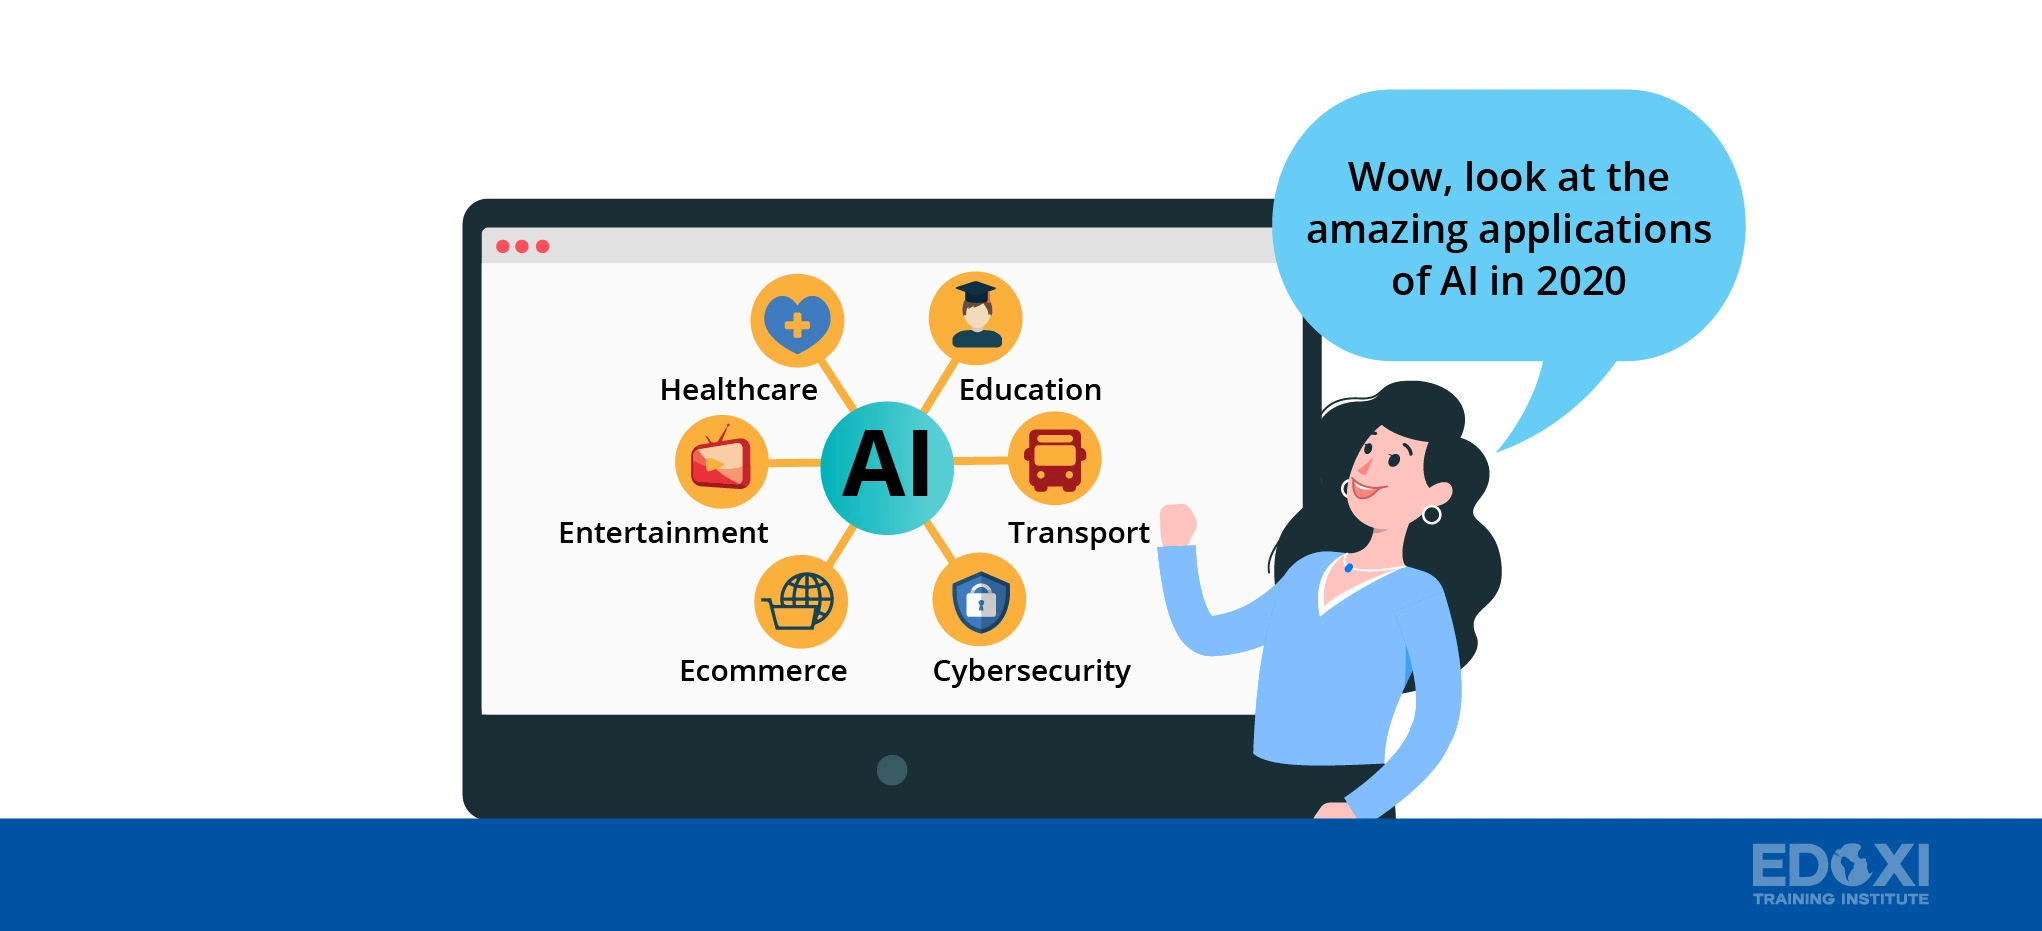 Wow, look at the
amazing applications
of AI in 2020
Healthcare
Education
AI
Entertainment
Transport
Ecommerce
Cybersecurity
EDOXI
TRAINING INSTITUTE